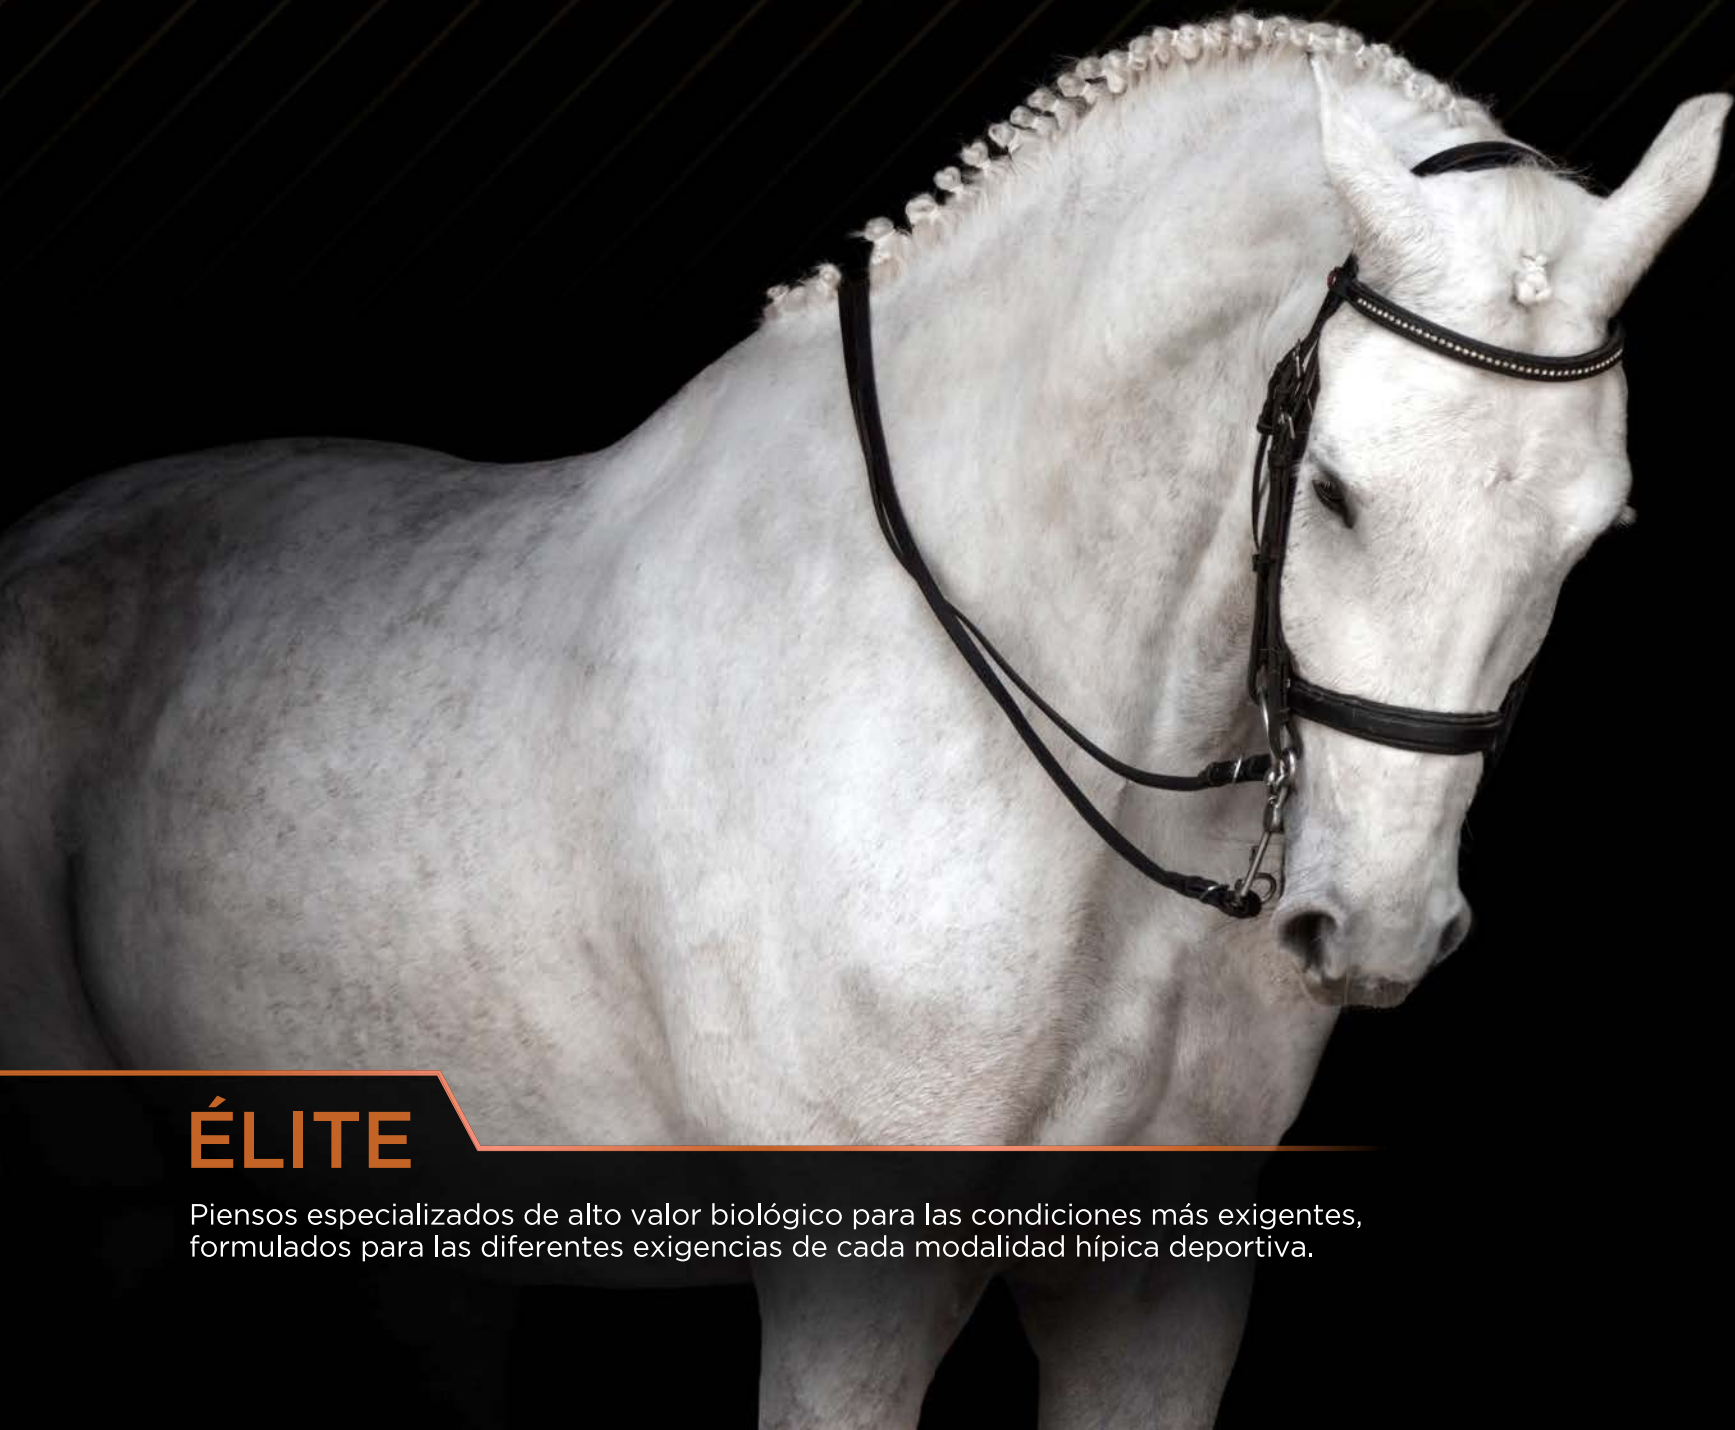 ÉLITE
Piensos especializados de alto valor biológico para las condiciones más exigentes,
formulados para las diferentes exigencias de cada modalidad hípica deportiva.